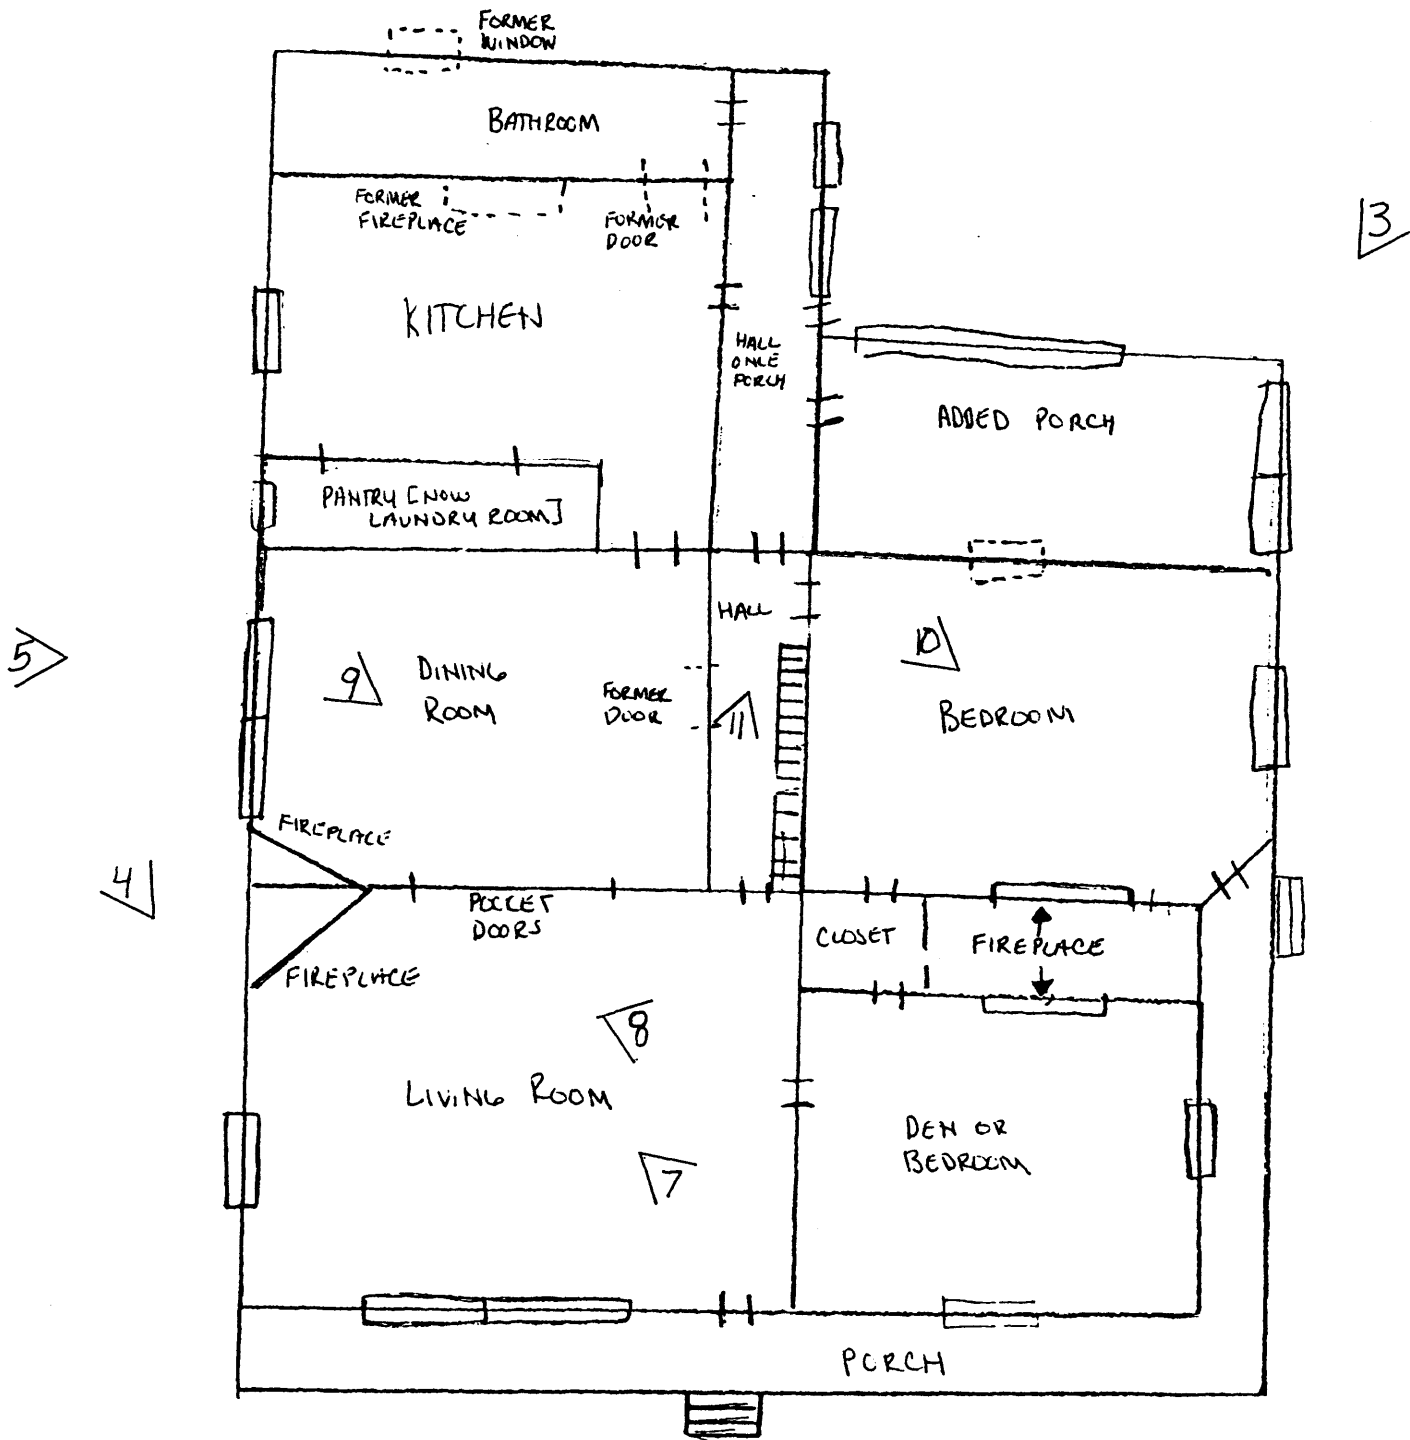 FORMER
WINDOW
BATHROOM
FORMER
FIREPLACE
FORMER
DOOR
3
KITCHEN
HALL
ONCE
PORCH
ADDED PORCH
PANTRY [NOW
LAUNDRY ROOM]
HALL
5
9
DINING
ROOM
FORMER
DOOR
11
10
BEDROOM
FIREPLACE
4
POCKET
DOORS
CLOSET
FIREPLACE
FIREPLACE
8
LIVING ROOM
7
DEN OR
BEDROOM
PORCH